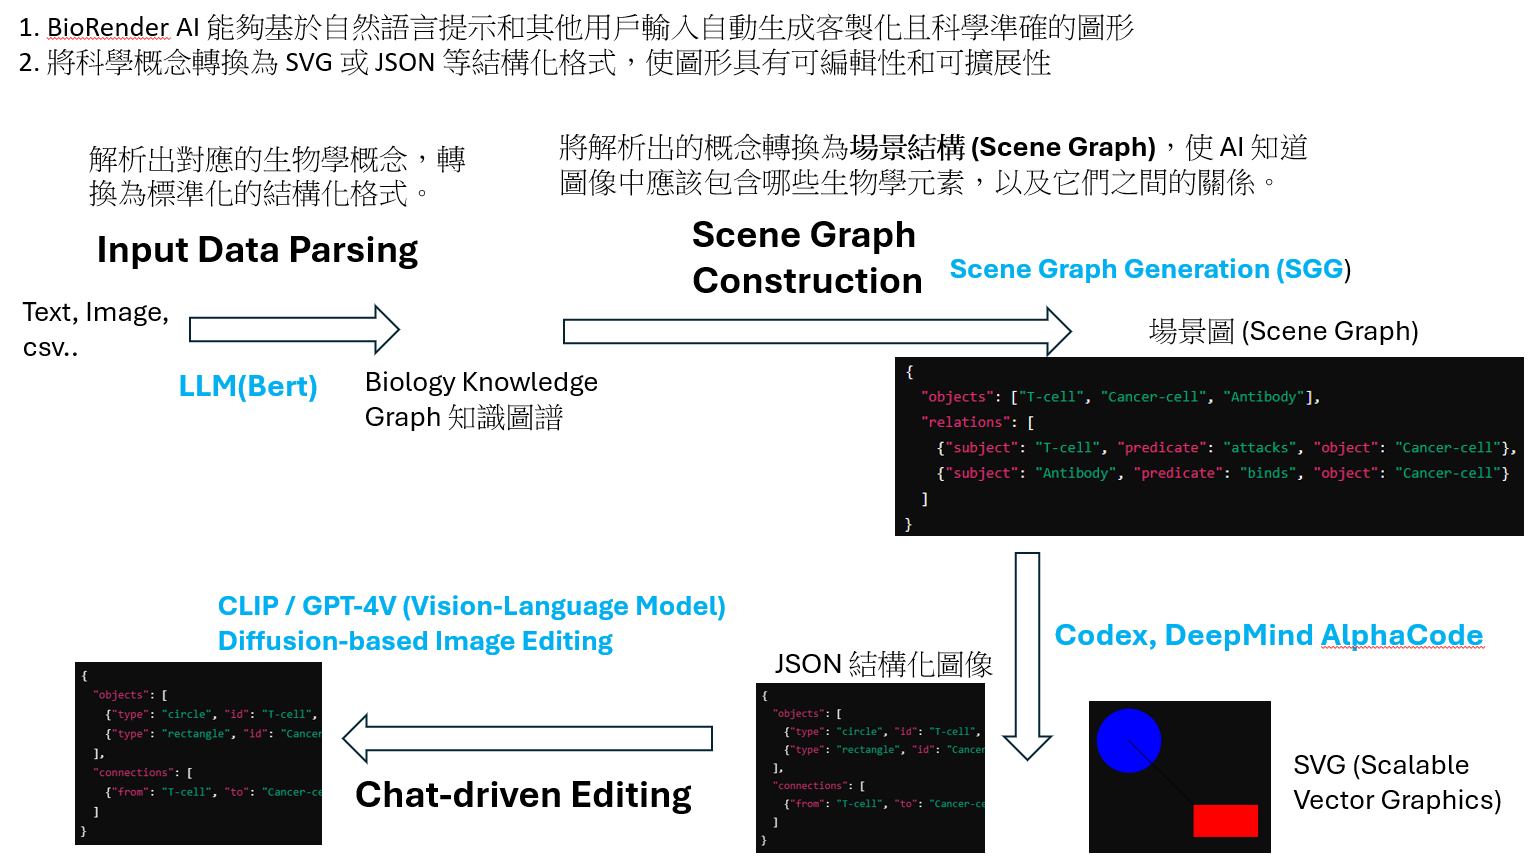 1. BioRender AI 能夠基於自然語言提示和其他用戶輸入自動生成客製化且科學準確的圖形
2. 將科學概念轉換為 SVG 或 JSON 等結構化格式，使圖形具有可編輯性和可擴展性
解析出對應的生物學概念，轉
換為標準化的結構化格式。
將解析出的概念轉換為場景結構 (Scene Graph)，使 AI 知道
圖像中應該包含哪些生物學元素，以及它們之間的關係。
Input Data Parsing
Scene Graph
Construction
Scene Graph Generation (SGG)
Text, Image,
csv..
LLM(Bert)
Biology Knowledge
Graph 知識圖譜
場景圖 (Scene Graph)
{
"objects": ["T-cell", "Cancer-cell", "Antibody"],
"relations": [
{"subject": "T-cell", "predicate": "attacks", "object": "Cancer-cell"},
{"subject": "Antibody", "predicate": "binds", "object": "Cancer-cell"}
]
}
Codex, DeepMind AlphaCode
CLIP / GPT-4V (Vision-Language Model)
Diffusion-based Image Editing
JSON 結構化圖像
{
"objects": [
{"type": "circle", "id": "T-cell",
{"type": "rectangle", "id": "Cancer
],
"connections": [
{"from": "T-cell", "to": "Cancer-ce
]
}
SVG (Scalable
Vector Graphics)
Chat-driven Editing
{
"objects": [
{"type": "circle", "id": "T-cell",
{"type": "rectangle", "id": "Cancer
],
"connections": [
{"from": "T-cell", "to": "Cancer-ce
]
}